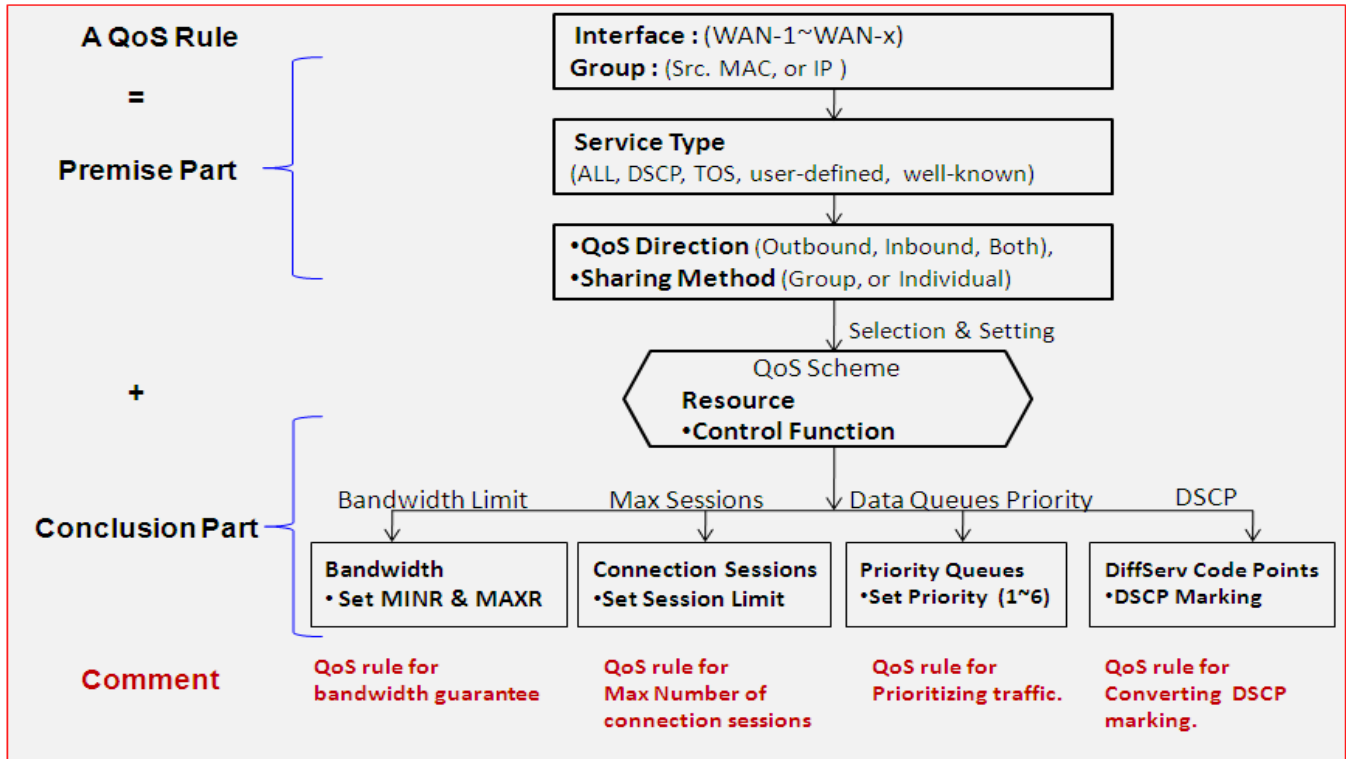 A QoS Rule
=
Premise Part
Interface : (WAN-1~WAN-x)
Group : (Src. MAC, or IP )
Service Type
(ALL, DSCP, TOS, user-defined, well-known)
•QoS Direction (Outbound, Inbound, Both),
•Sharing Method (Group, or Individual)
Selection & Setting
+
QoS Scheme
Resource
•Control Function
Conclusion Part
Bandwidth Limit
Max Sessions
Data Queues Priority
DSCP
Bandwidth
• Set MINR & MAXR
Connection Sessions
•Set Session Limit
Priority Queues
•Set Priority (1~6)
DiffServ Code Points
•DSCP Marking
Comment
QoS rule for
bandwidth guarantee
QoS rule for
Max Number of
connection sessions
QoS rule for
Prioritizing traffic.
QoS rule for
Converting DSCP
marking.